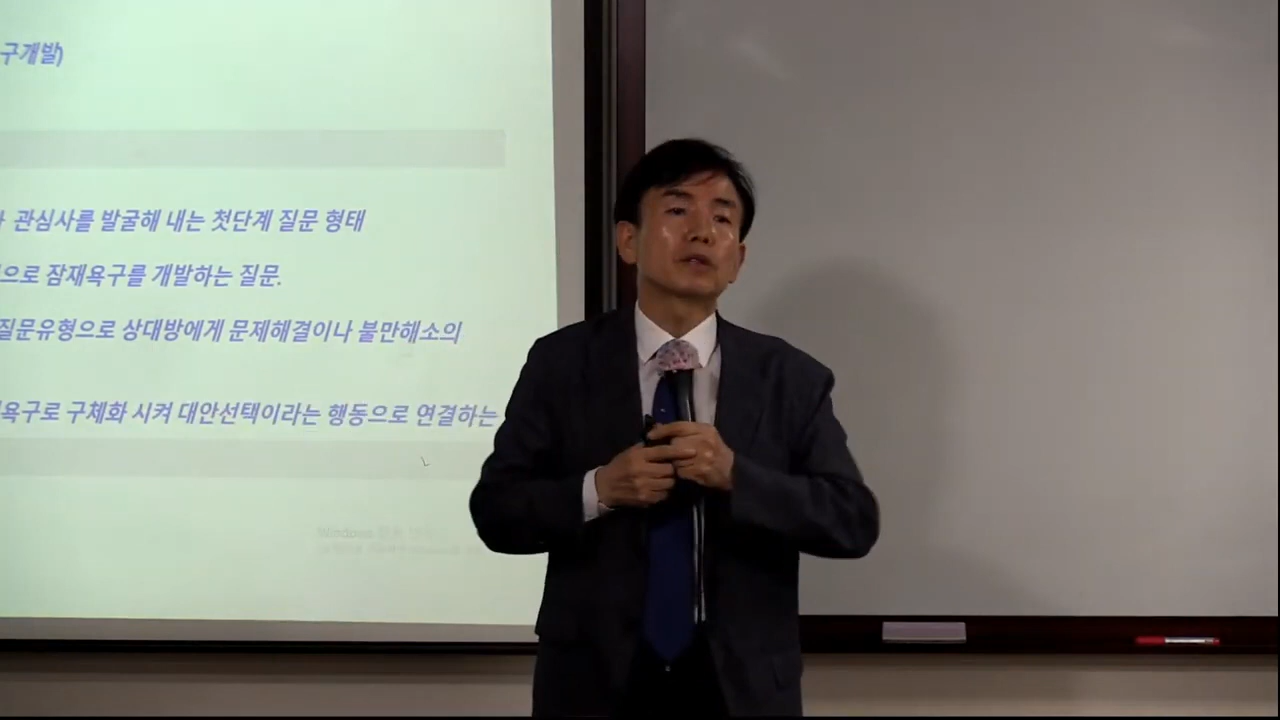 구개발)
관심사를 발굴해 내는 첫단계 질문 형태
으로 잠재욕구를 개발하는 질문.
질문유형으로 상대방에게 문제해결이나 불만해소의
욕구로 구체화 시켜 대안선택이라는 행동으로 연결하는
Windows